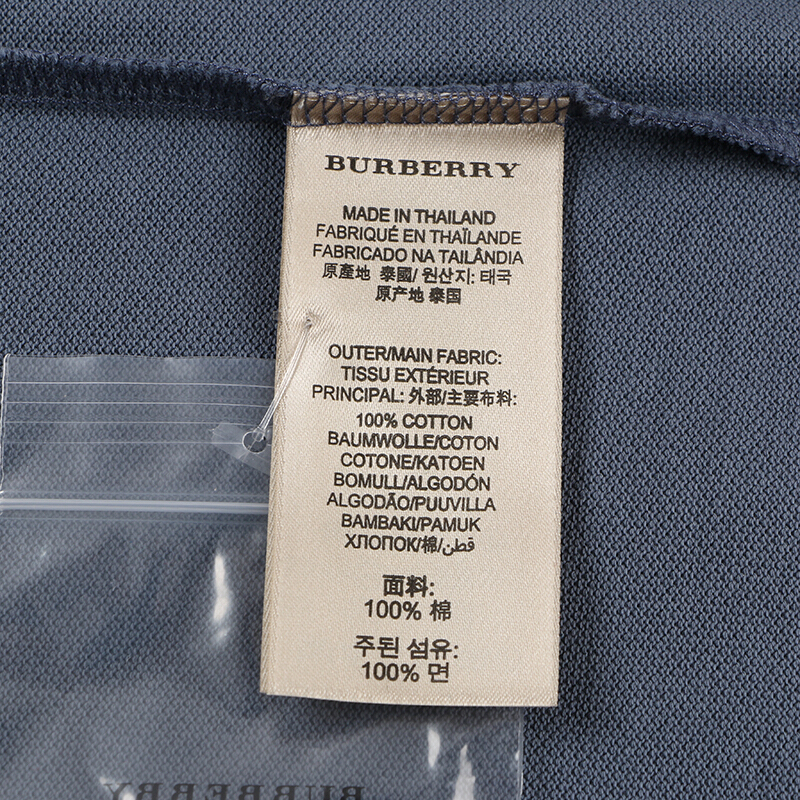 BURBERRY
MADE IN THAILAND
FABRIQUÉ EN THAÏLANDE
FABRICADO NA TAILÂNDIA
原產地 泰國/ 원산지: 태국
原产地 泰国
OUTER/MAIN FABRIC:
TISSU EXTÉRIEUR
PRINCIPAL: 外部/主要布料:
100% COTTON
BAUMWOLLE/COTON
COTONE/KATOEN
BOMULL/ALGODÓN
ALGODÃO/PUUVILLA
BAMBAKI/PAMUK
ХЛОПОК/棉/قطن
面料:
100% 棉
주된 섬유:
100% 면
BURBERRY